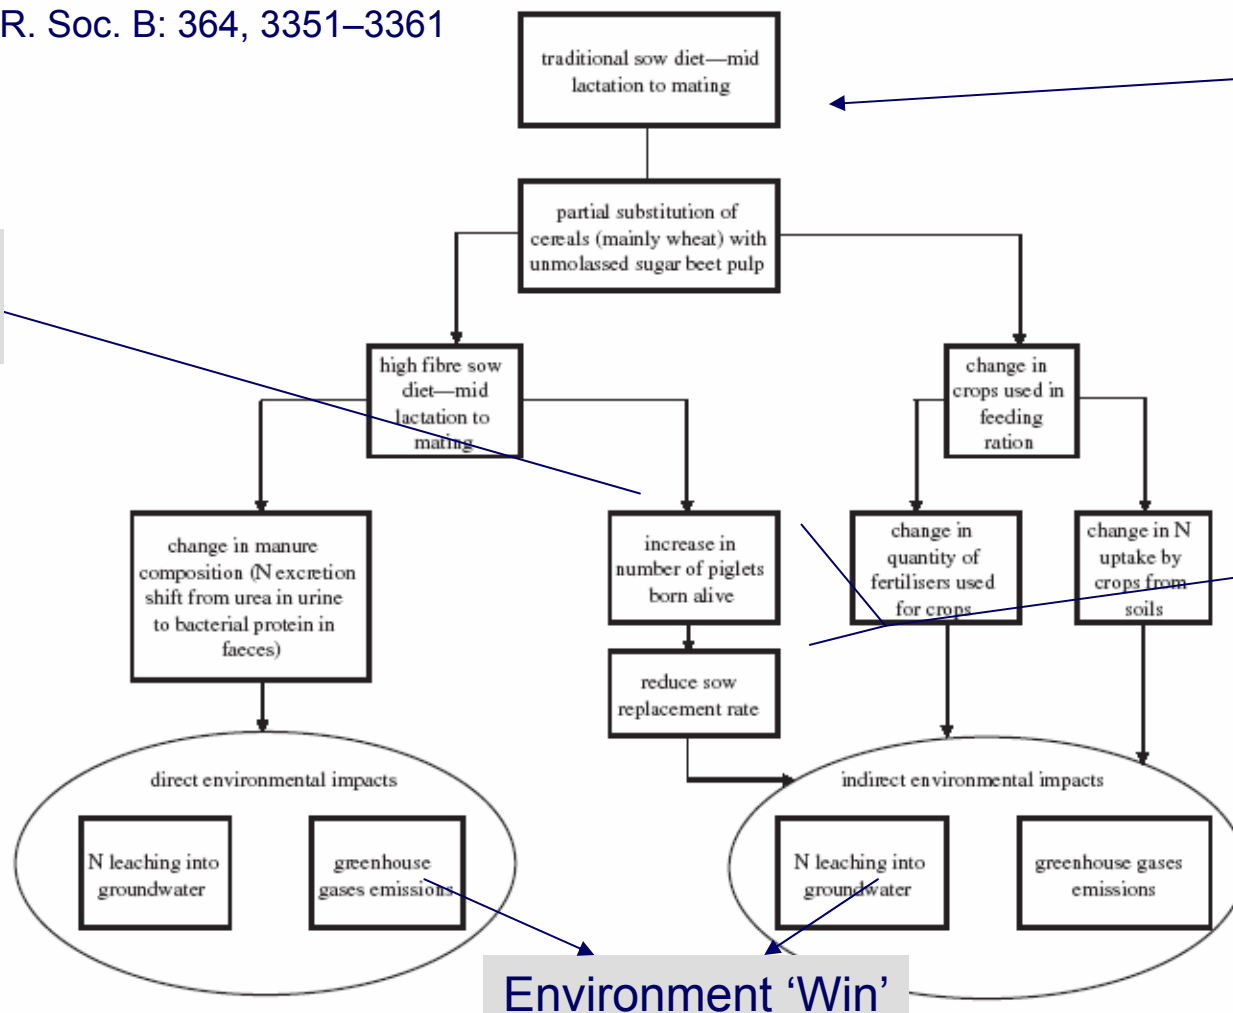 R. Soc. B: 364, 3351–3361
traditional sow diet—mid
lactation to mating
partial substitution of
cereals (mainly wheat) with
unmolassed sugar beet pulp
high fibre sow
diet—mid
lactation to
mating
change in
crops used in
feeding
ration
change in manure
composition (N excretion
shift from urea in urine
to bacterial protein in
faeces)
increase in
number of piglets
born alive
change in
quantity of
fertilisers used
for crops
change in N
uptake by
crops from
soils
reduce sow
replacement rate
direct environmental impacts
N leaching into
groundwater
greenhouse
gases emissions
indirect environmental impacts
N leaching into
groundwater
greenhouse gases
emissions
Environment ‘Win’